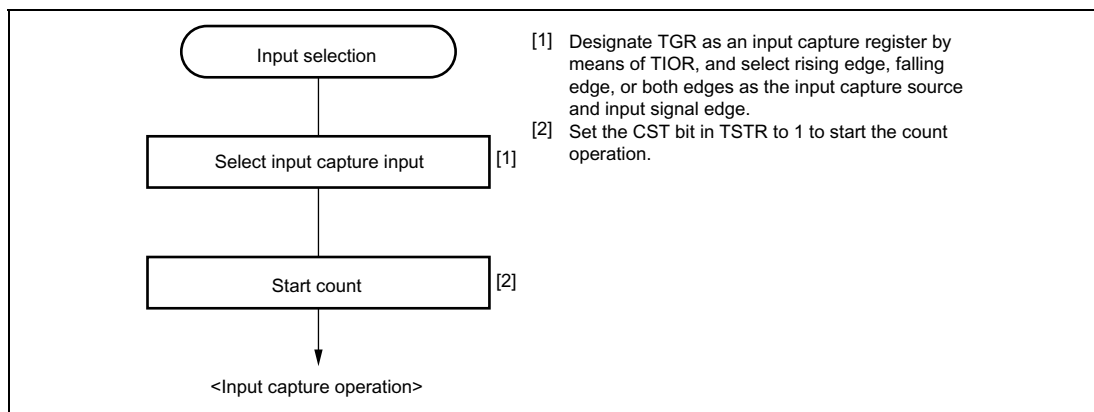 Input selection
Select input capture input
[1]
Start count
[2]
<Input capture operation>
[1] Designate TGR as an input capture register by
means of TIOR, and select rising edge, falling
edge, or both edges as the input capture source
and input signal edge.
[2] Set the CST bit in TSTR to 1 to start the count
operation.